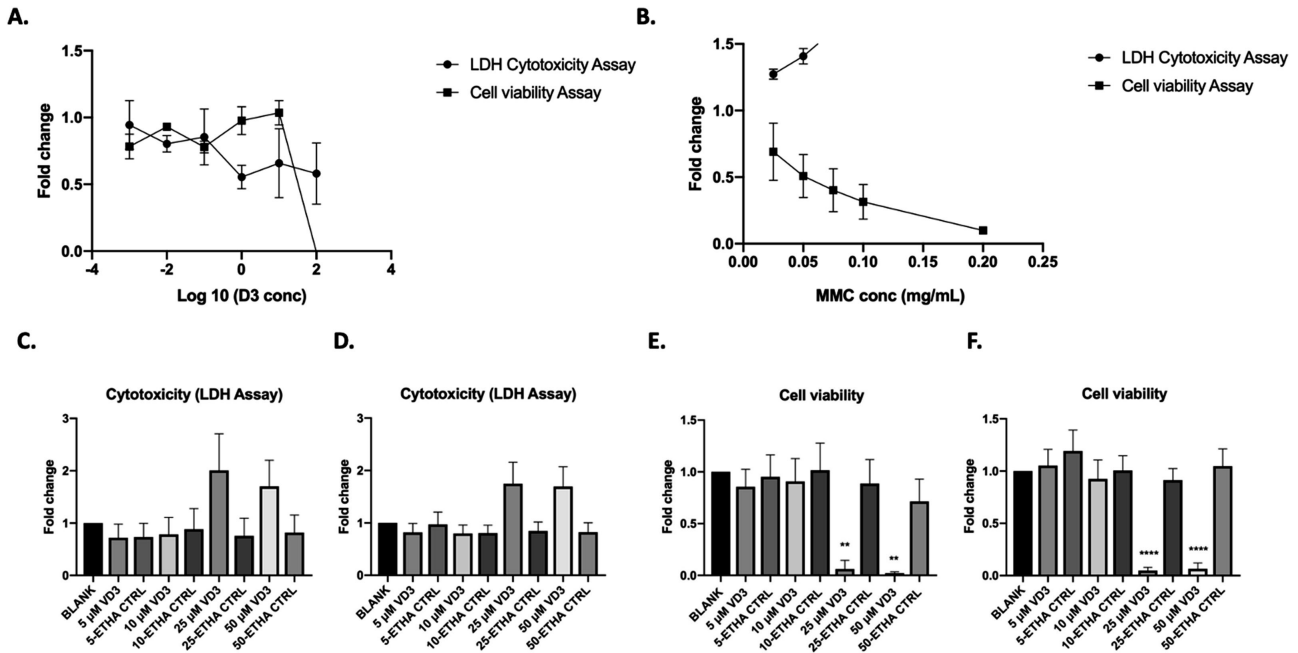 A.
1.5
1.0
0.5
0.0
Fold change
-4
-2
0
2
4
Log 10 (D3 conc)
LDH Cytotoxicity Assay
Cell viability Assay
B.
1.5
1.0
0.5
0.0
Fold change
0.00
0.05
0.10
0.15
0.20
0.25
MMC conc (mg/mL)
LDH Cytotoxicity Assay
Cell viability Assay
C.
Cytotoxicity (LDH Assay)
3
2
1
0
Fold change
BLANK
5 µM VD3
5-ETHA CTRL
10 µM VD3
10-ETHA CTRL
25 µM VD3
25-ETHA CTRL
50 µM VD3
50-ETHA CTRL
D.
Cytotoxicity (LDH Assay)
3
2
1
0
Fold change
BLANK
5 µM VD3
5-ETHA CTRL
10 µM VD3
10-ETHA CTRL
25 µM VD3
25-ETHA CTRL
50 µM VD3
50-ETHA CTRL
E.
Cell viability
1.5
1.0
0.5
0.0
Fold change
**
**
BLANK
5 µM VD3
5-ETHA CTRL
10 µM VD3
10-ETHA CTRL
25 µM VD3
25-ETHA CTRL
50 µM VD3
50-ETHA CTRL
F.
Cell viability
1.5
1.0
0.5
0.0
Fold change
****
****
BLANK
5 µM VD3
5-ETHA CTRL
10 µM VD3
10-ETHA CTRL
25 µM VD3
25-ETHA CTRL
50 µM VD3
50-ETHA CTRL